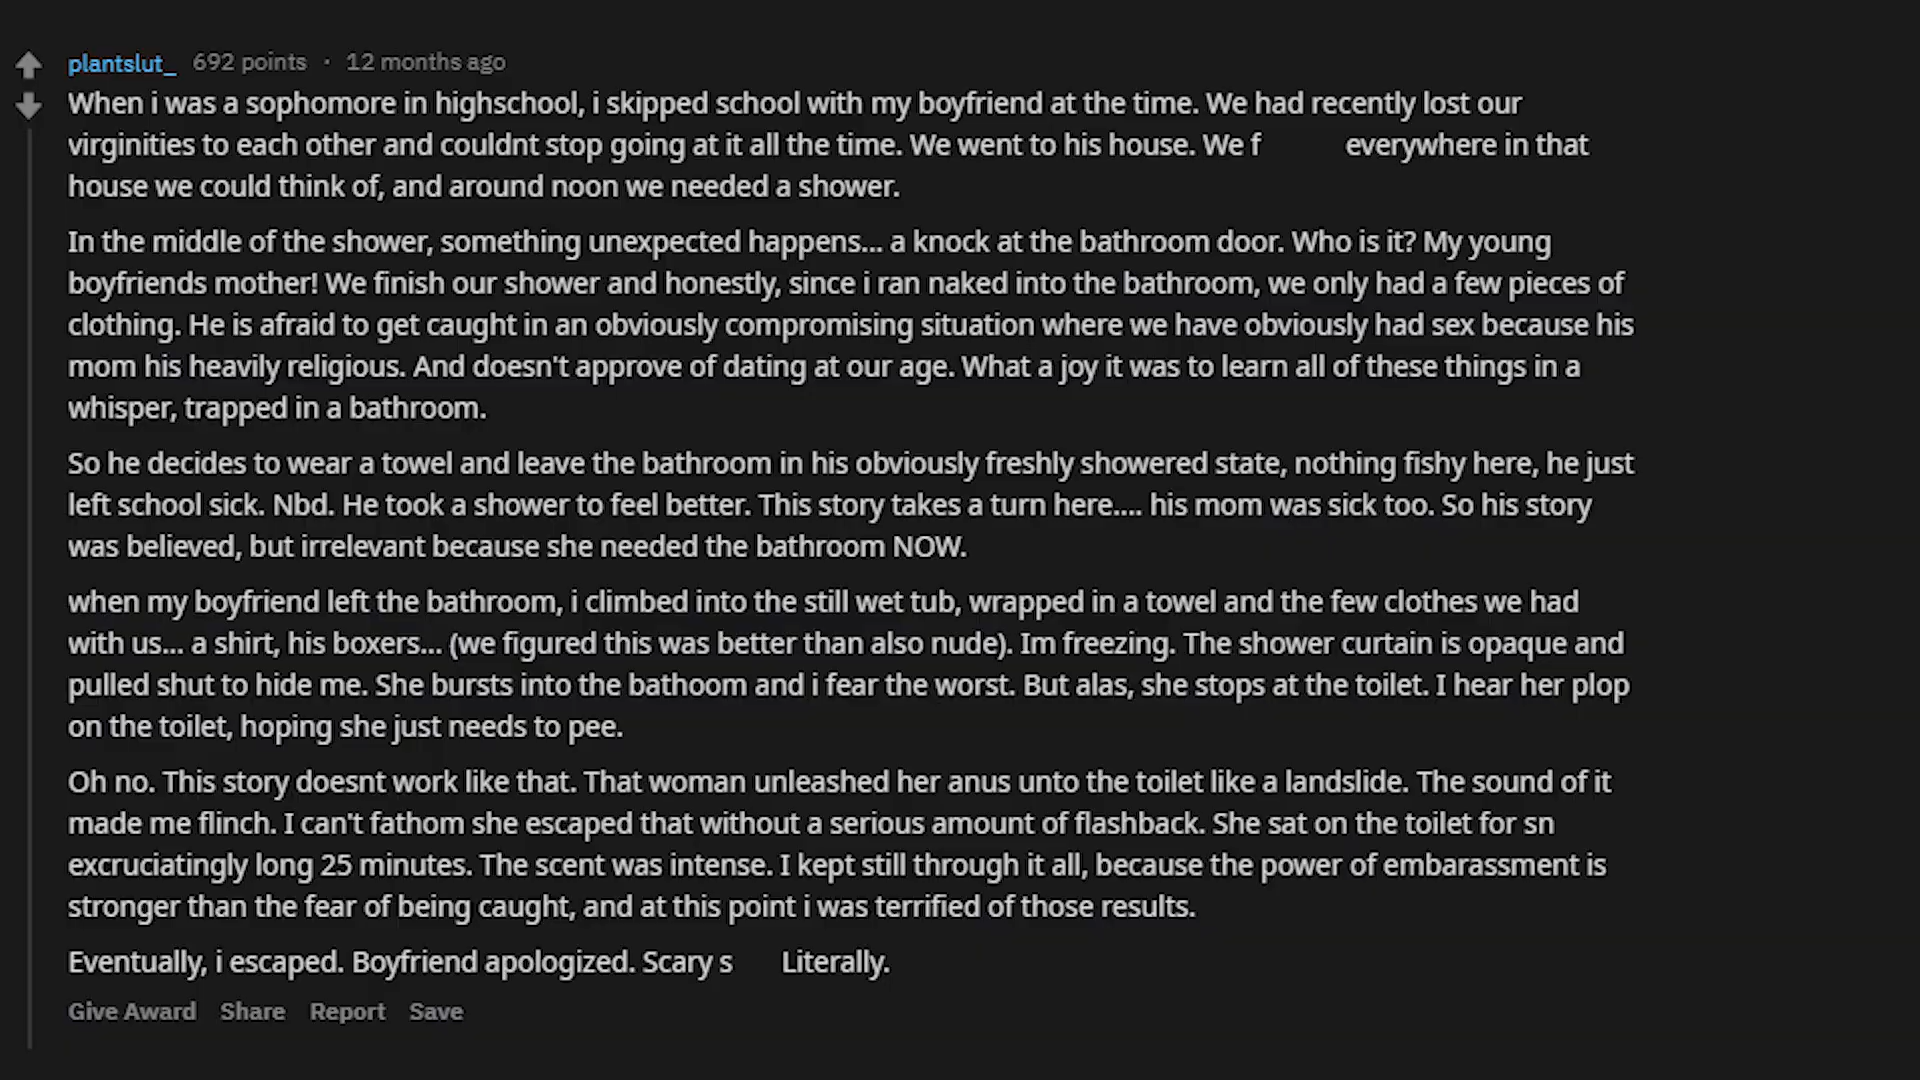 plantslut_ 692 points · 12 months ago
When i was a sophomore in highschool, i skipped school with my boyfriend at the time. We had recently lost our
virginities to each other and couldnt stop going at it all the time. We went to his house. We f everywhere in that
house we could think of, and around noon we needed a shower.
In the middle of the shower, something unexpected happens... a knock at the bathroom door. Who is it? My young
boyfriends mother! We finish our shower and honestly, since i ran naked into the bathroom, we only had a few pieces of
clothing. He is afraid to get caught in an obviously compromising situation where we have obviously had sex because his
mom his heavily religious. And doesn't approve of dating at our age. What a joy it was to learn all of these things in a
whisper, trapped in a bathroom.
So he decides to wear a towel and leave the bathroom in his obviously freshly showered state, nothing fishy here, he just
left school sick. Nbd. He took a shower to feel better. This story takes a turn here.... his mom was sick too. So his story
was believed, but irrelevant because she needed the bathroom NOW.
when my boyfriend left the bathroom, i climbed into the still wet tub, wrapped in a towel and the few clothes we had
with us... a shirt, his boxers... (we figured this was better than also nude). Im freezing. The shower curtain is opaque and
pulled shut to hide me. She bursts into the bathoom and i fear the worst. But alas, she stops at the toilet. I hear her plop
on the toilet, hoping she just needs to pee.
Oh no. This story doesnt work like that. That woman unleashed her anus unto the toilet like a landslide. The sound of it
made me flinch. I can't fathom she escaped that without a serious amount of flashback. She sat on the toilet for sn
excruciatingly long 25 minutes. The scent was intense. I kept still through it all, because the power of embarassment is
stronger than the fear of being caught, and at this point i was terrified of those results.
Eventually, i escaped. Boyfriend apologized. Scary s Literally.
Give Award Share Report Save